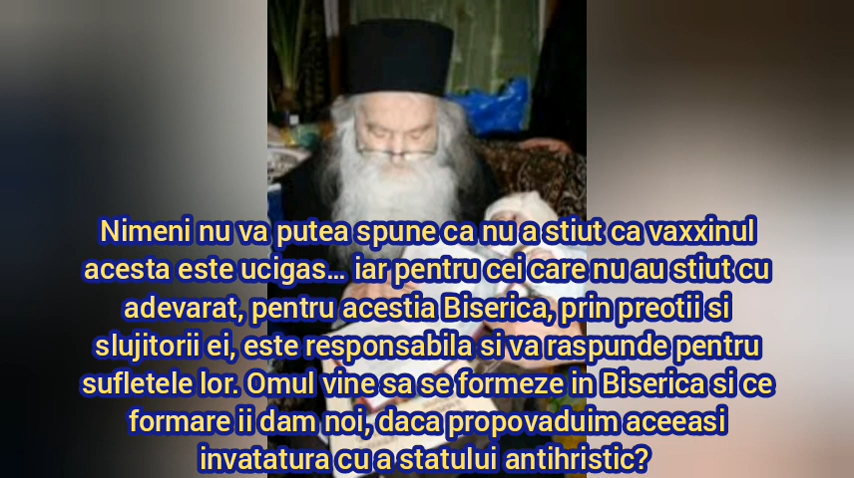 Nimeni nu va putea spune ca nu a stiut ca vaxxinul
acesta este ucigas... iar pentru cei care nu au stiut cu
adevarat, pentru acestia Biserica, prin preotii si
slujitorii ei, este responsabila si va raspunde pentru
sufletele lor. Omul vine sa se formeze in Biserica si ce
formare ii dam noi, daca propovaduim aceeasi
invatatura cu a statului antihristic?